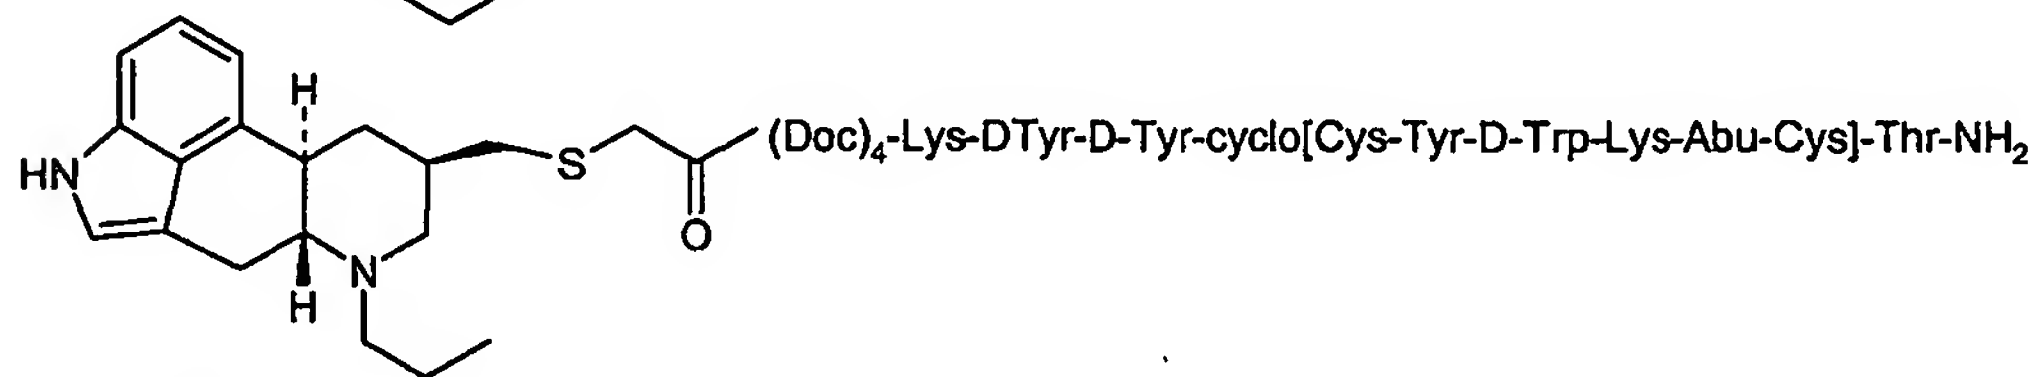 H
HN
S
O
(Doc)4-Lys-DTyr-D-Tyr-cyclo[Cys-Tyr-D-Trp-Lys-Abu-Cys]-Thr-NH2
N
H